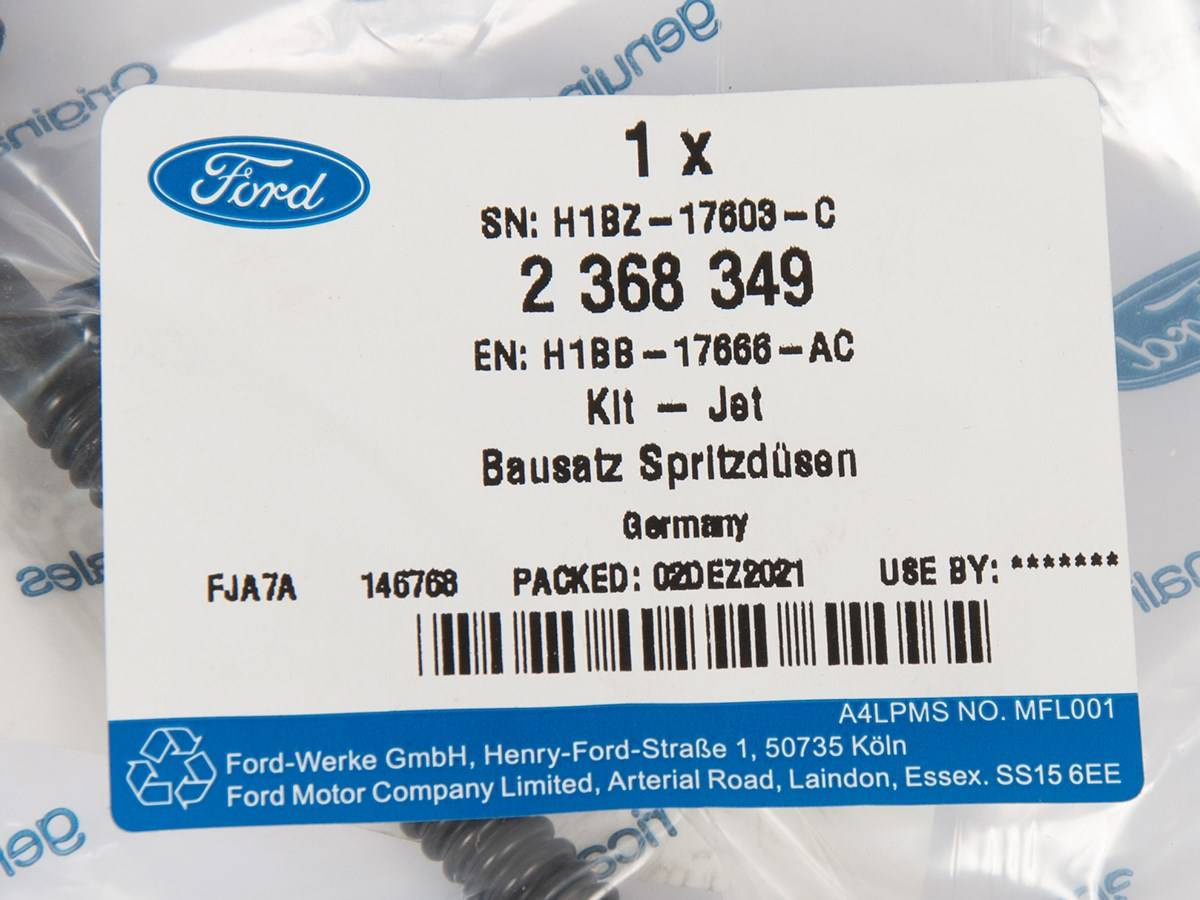 Ford
1 x
SN: H1BZ-17603-C
2 368 349
EN: H1BB-17666-AC
Kit - Jet
Bausatz Spritzdüsen
Germany
FJA7A 146768 PACKED: 02DEZ2021 USE BY: *******
A4LPMS NO. MFL001
Ford-Werke GmbH, Henry-Ford-Straße 1, 50735 Köln
Ford Motor Company Limited, Arterial Road, Laindon, Essex. SS15 6EE
Ford